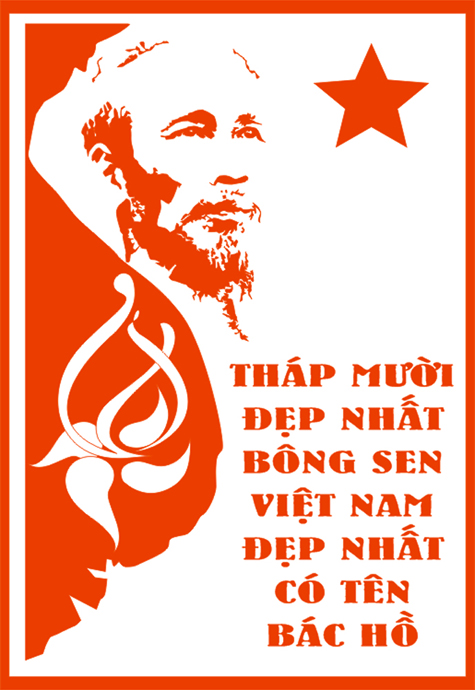 THÁP MƯỜI
ĐẸP NHẤT
BÔNG SEN
VIỆT NAM
ĐẸP NHẤT
CÓ TÊN
BÁC HỒ